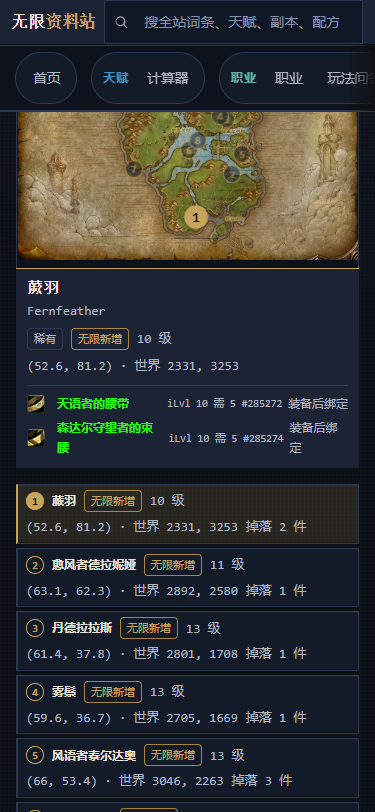 无限资料站
搜全站词条、天赋、副本、配方
首页 天赋 计算器 职业 职业 玩法问
1
蕨羽
Fernfeather
稀有 无限新增 10 级
(52.6, 81.2) · 世界 2331, 3253
天语者的腰带 iLvl 10 需 5 #285272 装备后绑定
森达尔守望者的束
腰
iLvl 10 需 5 #285274 装备后绑
定
1 蕨羽 无限新增 10 级
(52.6, 81.2) · 世界 2331, 3253 掉落 2 件
2 愈风者德拉妮娅 无限新增 11 级
(63.1, 62.3) · 世界 2892, 2580 掉落 1 件
3 丹德拉拉斯 无限新增 13 级
(61.4, 37.8) · 世界 2801, 1708 掉落 1 件
4 雾鬃 无限新增 13 级
(59.6, 36.7) · 世界 2705, 1669 掉落 1 件
5 风语者泰尔达奥 无限新增 13 级
(66, 53.4) · 世界 3046, 2263 掉落 3 件